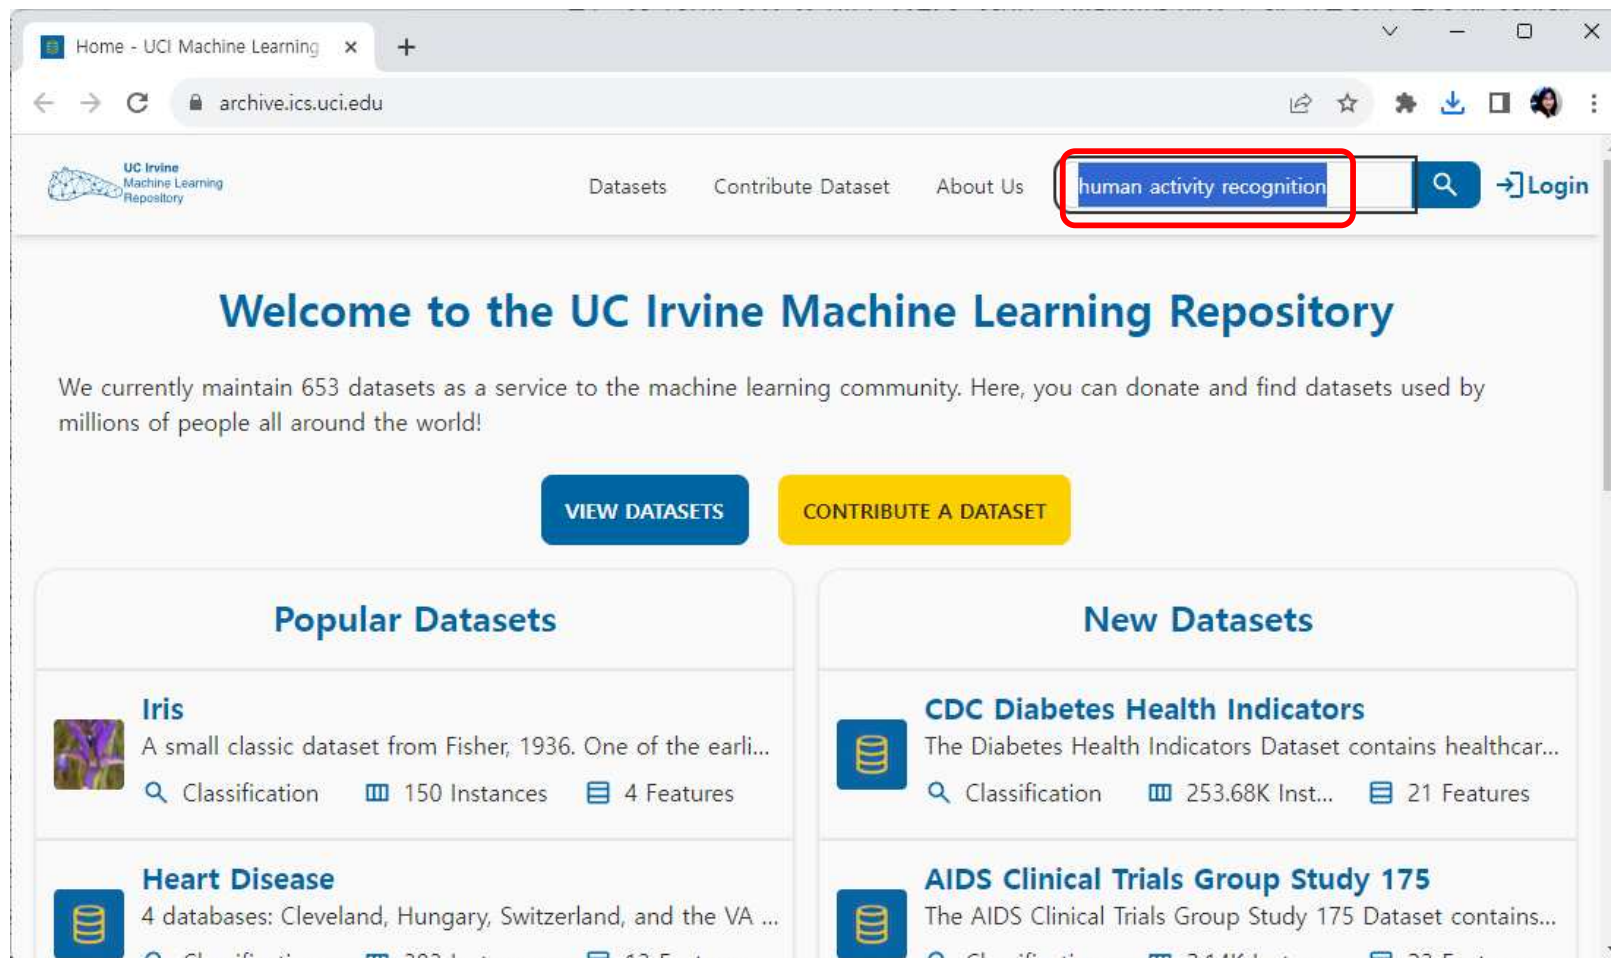 Home - UCI Machine Learning
archive.ics.uci.edu
UC Irvine
Machine Learning
Repository
Datasets
Contribute Dataset
About Us
human activity recognition
Login
Welcome to the UC Irvine Machine Learning Repository
We currently maintain 653 datasets as a service to the machine learning community. Here, you can donate and find datasets used by
millions of people all around the world!
VIEW DATASETS
CONTRIBUTE A DATASET
Popular Datasets
Iris
A small classic dataset from Fisher, 1936. One of the earli...
Classification 150 Instances 4 Features
Heart Disease
4 databases: Cleveland, Hungary, Switzerland, and the VA ...
New Datasets
CDC Diabetes Health Indicators
The Diabetes Health Indicators Dataset contains healthcar...
Classification 253.68K Inst... 21 Features
AIDS Clinical Trials Group Study 175
The AIDS Clinical Trials Group Study 175 Dataset contains...